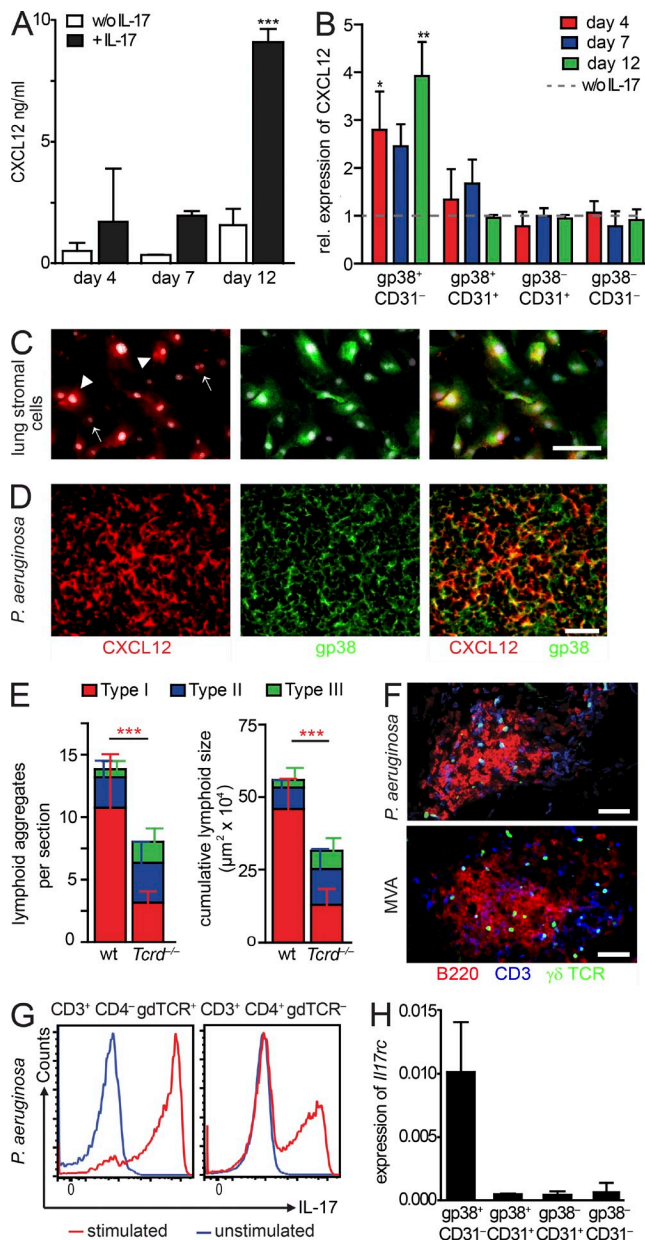 A
w/o IL-17
+ IL-17
CXCL12 ng/ml
10
5
0
***
day 4 day 7 day 12
B
day 4
day 7
day 12
w/o IL-17
rel. expression of CXCL12
5
4
3
2
1
0
*
**
gp38⁺ gp38⁺ gp38⁻ gp38⁻
CD31⁻ CD31⁺ CD31⁺ CD31⁻
C
lung stromal
cells
D
P. aeruginosa
CXCL12 gp38 CXCL12 gp38
E
Type I Type II Type III
lymphoid aggregates
per section
15
10
5
0
***
wt Tcrd⁻/⁻
cumulative lymphoid size
(µm² x 10⁴)
75
50
25
0
***
wt Tcrd⁻/⁻
F
P. aeruginosa
MVA
B220 CD3 γδ TCR
G
CD3⁺ CD4⁻ gdTCR⁺ CD3⁺ CD4⁺ gdTCR⁻
P. aeruginosa
Counts
0 0
IL-17
stimulated unstimulated
H
expression of Il17rc
0.015
0.010
0.005
0.000
gp38⁺ gp38⁺ gp38⁻ gp38⁻
CD31⁻ CD31⁺ CD31⁺ CD31⁻